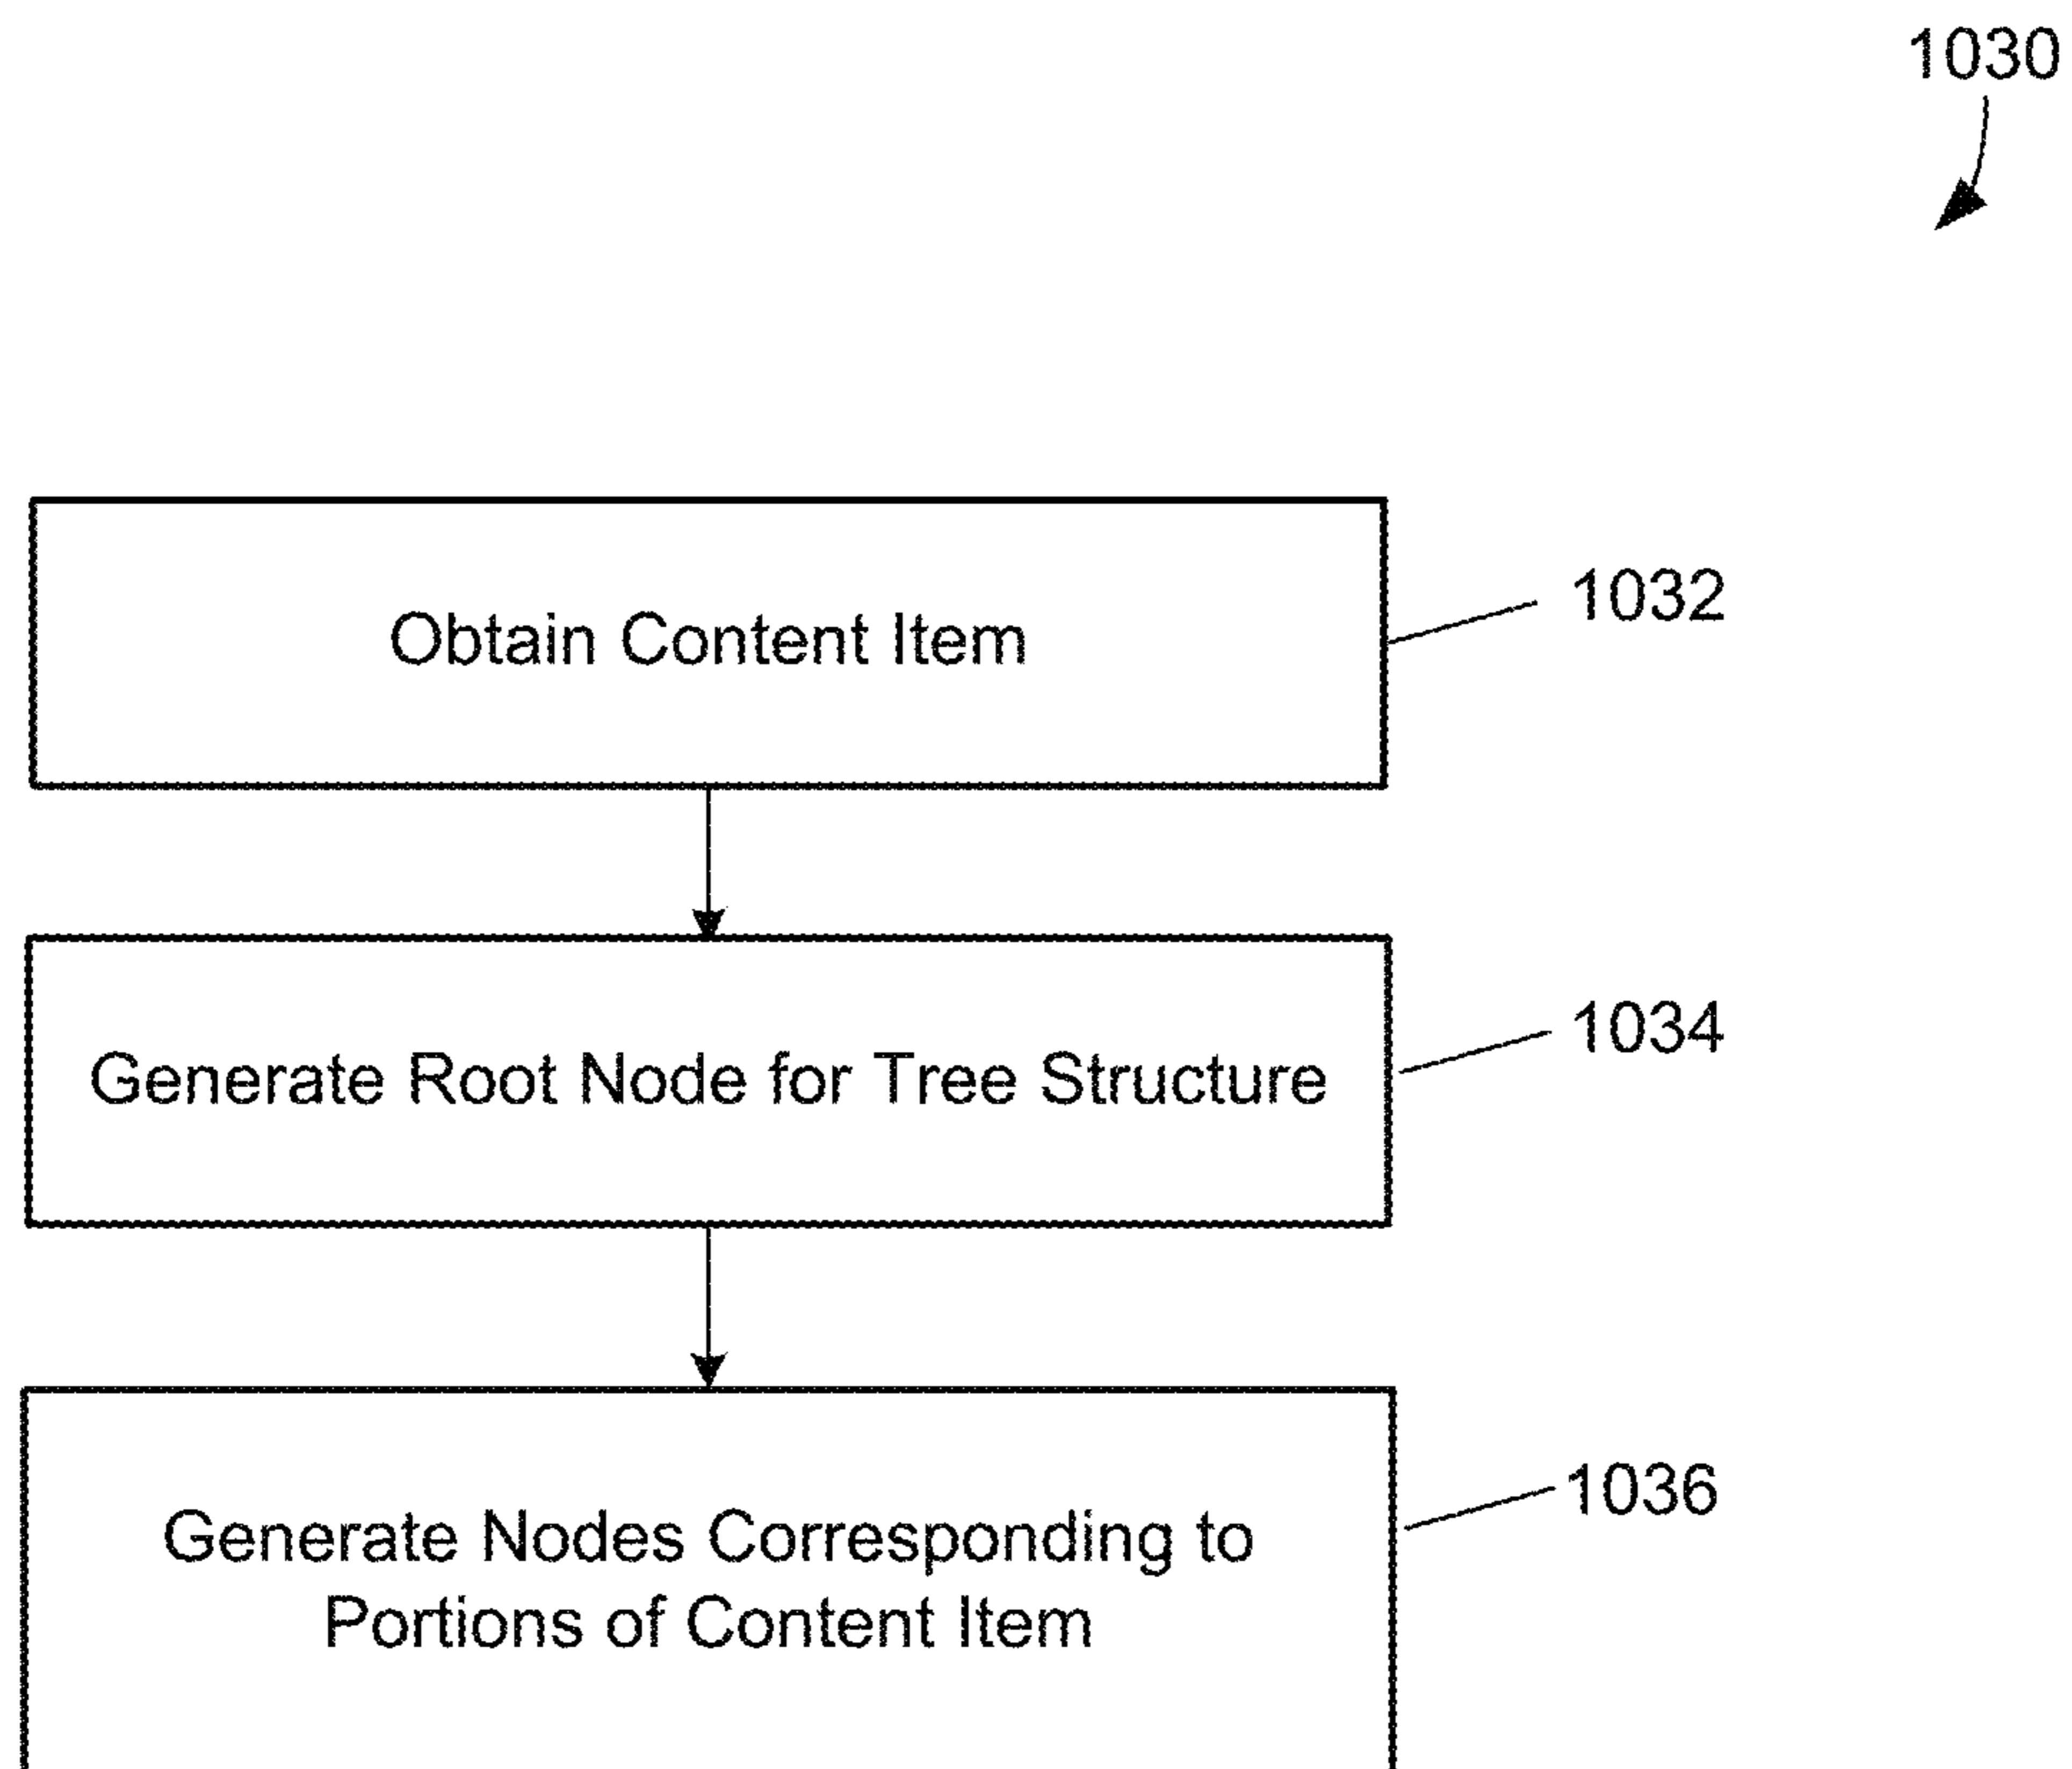 1030
Obtain Content Item
1032
Generate Root Node for Tree Structure
1034
Generate Nodes Corresponding to
Portions of Content Item
1036